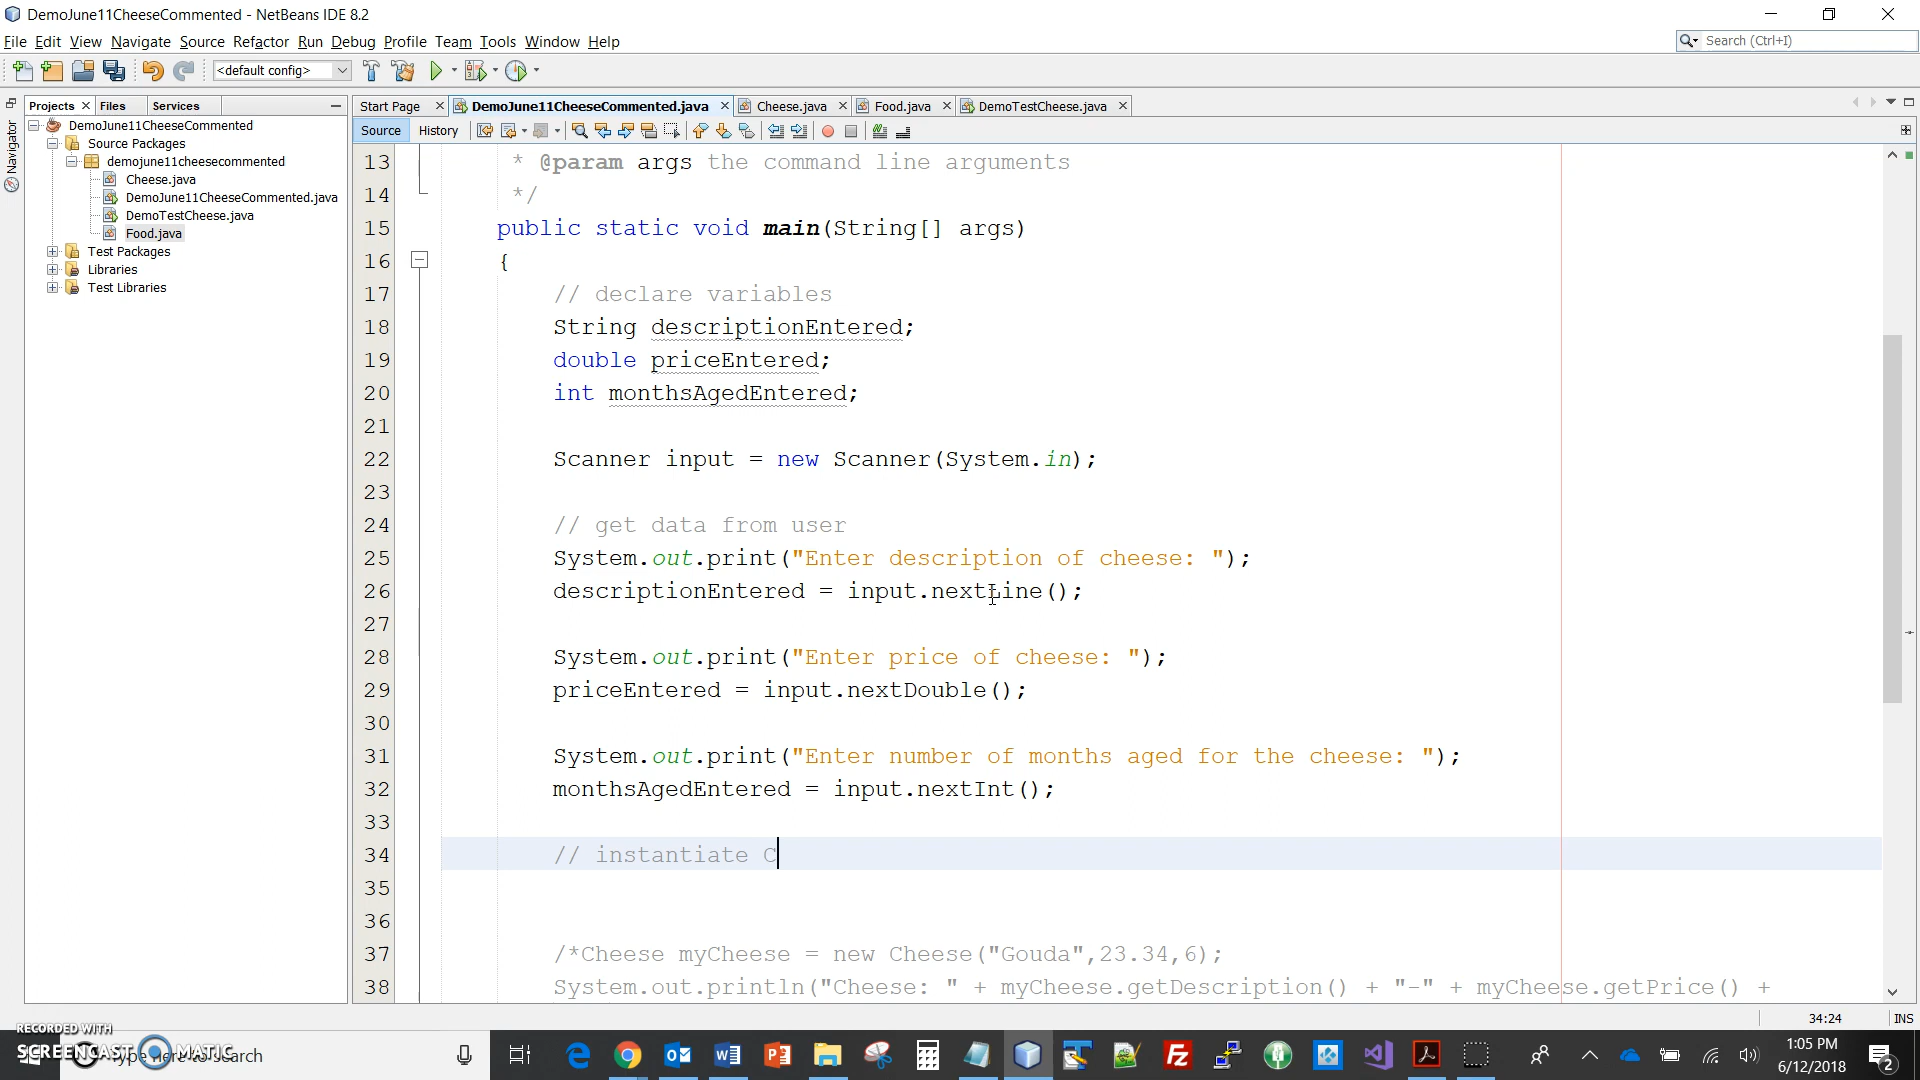 DemoJune11CheeseCommented - NetBeans IDE 8.2
File Edit View Navigate Source Refactor Run Debug Profile Team Tools Window Help
Search (Ctrl+I)
<default config>
Projects Files Services
Navigator
DemoJune11CheeseCommented
Source Packages
demojune11cheesecommented
Cheese.java
DemoJune11CheeseCommented.java
DemoTestCheese.java
Food.java
Test Packages
Libraries
Test Libraries
Start Page DemoJune11CheeseCommented.java Cheese.java Food.java DemoTestCheese.java
Source History
13 * @param args the command line arguments
14 */
15 public static void main(String[] args)
16 {
17 // declare variables
18 String descriptionEntered;
19 double priceEntered;
20 int monthsAgedEntered;
21
22 Scanner input = new Scanner(System.in);
23
24 // get data from user
25 System.out.print("Enter description of cheese: ");
26 descriptionEntered = input.nextLine();
27
28 System.out.print("Enter price of cheese: ");
29 priceEntered = input.nextDouble();
30
31 System.out.print("Enter number of months aged for the cheese: ");
32 monthsAgedEntered = input.nextInt();
33
34 // instantiate C
35
36
37 /*Cheese myCheese = new Cheese("Gouda",23.34,6);
38 System.out.println("Cheese: " + myCheese.getDescription() + "-" + myCheese.getPrice() +
34:24 INS
RECORDED WITH
SCREENCAST MATIC
Type here to search
1:05 PM
6/12/2018
2